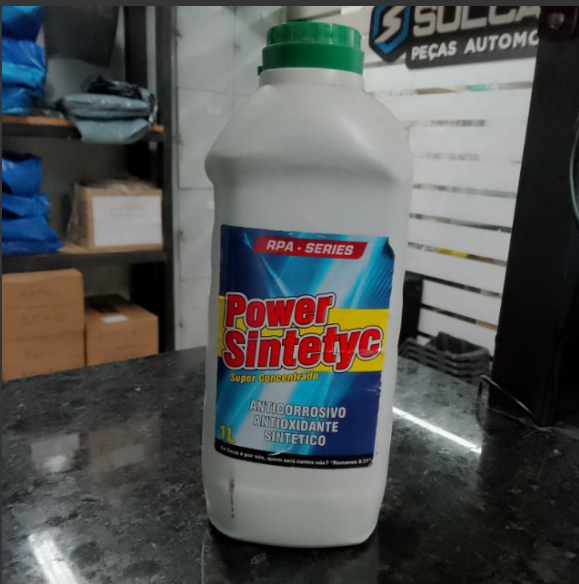 PEÇAS AUTOMO
RPA - SERIES
Power
Sintetyc
Super Concentrado
ANTICORROSIVO
ANTIOXIDANTE
SINTÉTICO
1L
Se Deus é por nós, quem será contra nós? "Romanos 8:31"